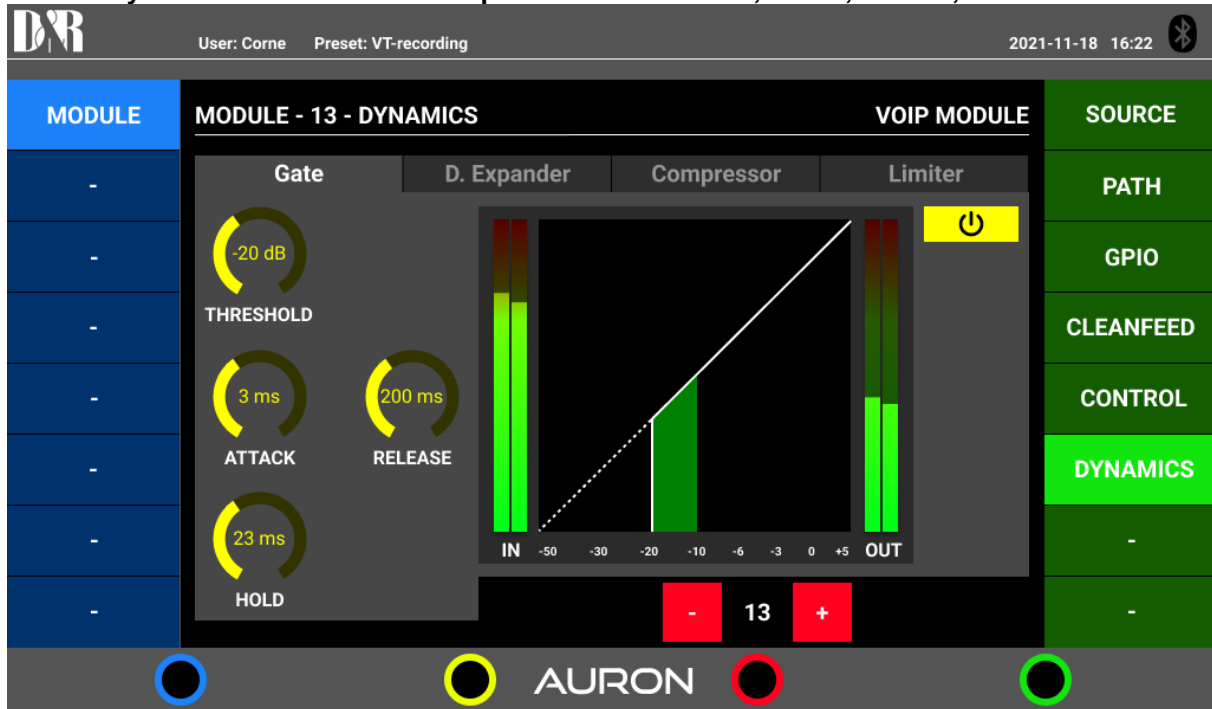 D&R
User: Corne Preset: VT-recording 2021-11-18 16:22
MODULE
-
-
-
-
-
-
-
MODULE - 13 - DYNAMICS VOIP MODULE
Gate D. Expander Compressor Limiter
-20 dB
THRESHOLD
3 ms 200 ms
ATTACK RELEASE
23 ms
HOLD
IN -50 -30 -20 -10 -6 -3 0 +5 OUT
- 13 +
SOURCE
PATH
GPIO
CLEANFEED
CONTROL
DYNAMICS
-
-
AURON